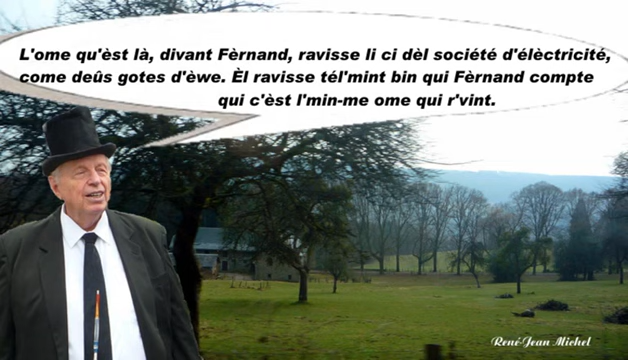 L'ome qu'èst là, divant Fèrnand, ravisse li ci dèl société d'élèctricité,
come deûs gotes d'èwe. Èl ravisse tél'mint bin qui Fèrnand compte
qui c'èst l'min-me ome qui r'vint.
René-Jean Michel